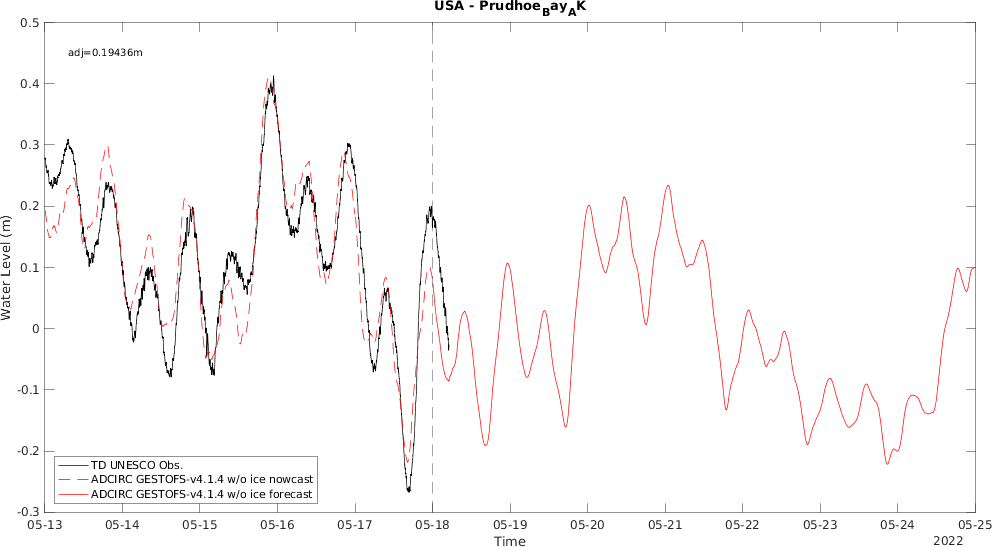 USA - Prudhoe_Bay_AK
adj=0.19436m
0.5
0.4
0.3
0.2
0.1
0
-0.1
-0.2
-0.3
Water Level (m)
TD UNESCO Obs.
ADCIRC GESTOFS-v4.1.4 w/o ice nowcast
ADCIRC GESTOFS-v4.1.4 w/o ice forecast
05-13 05-14 05-15 05-16 05-17 05-18 05-19 05-20 05-21 05-22 05-23 05-24 05-25
Time
2022